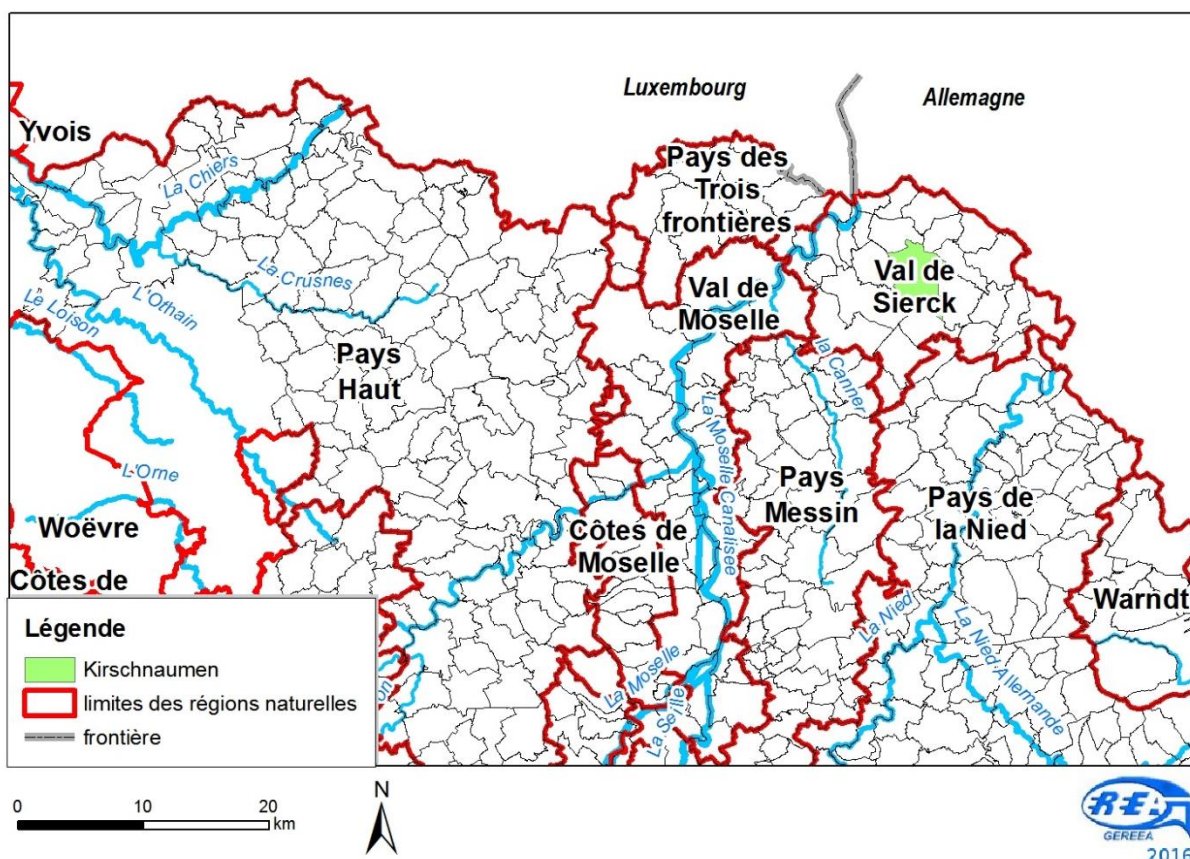 Luxembourg
Allemagne
Yvois
La Chiers
Pays des
Trois
frontières
La Crusnes
Val de
Sierck
Le Loison
L'Othain
Val de
Moselle
Pays
Haut
la Canner
La Moselle Canalisée
L'Orne
Pays
Messin
Pays de
la Nied
Woëvre
Côtes de
Moselle
Côtes de
Warndt
La Nied
La Nied Allemande
La Moselle
La Seille
on
Légende
Kirschnaumen
limites des régions naturelles
frontière
0 10 20
km
N
REA
GEREEA
2016